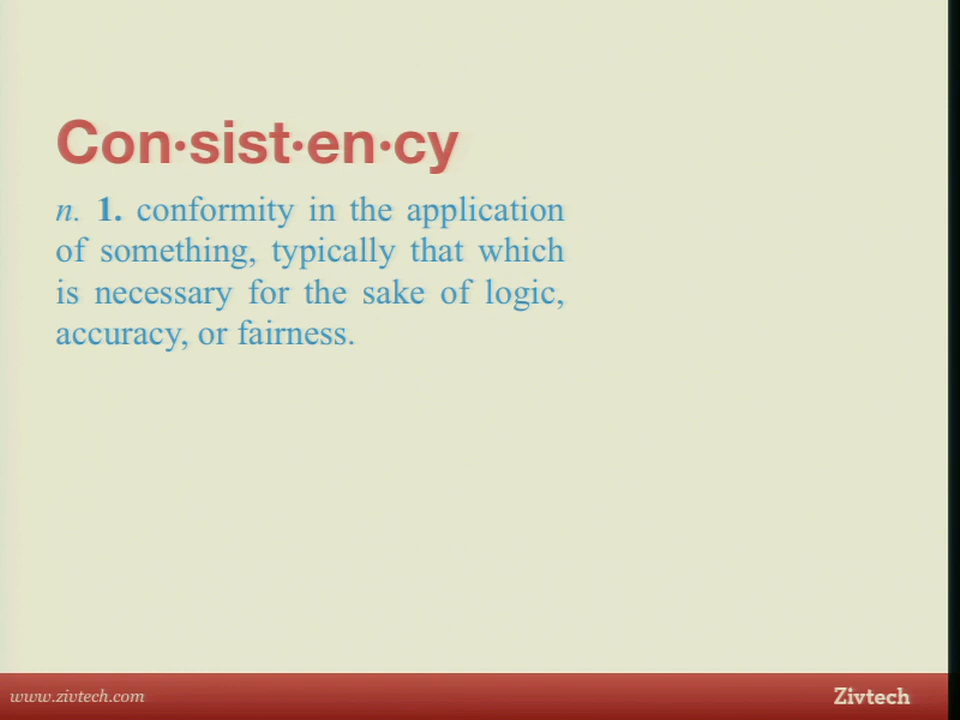 Con·sist·en·cy
n. 1. conformity in the application
of something, typically that which
is necessary for the sake of logic,
accuracy, or fairness.
www.zivtech.com
Zivtech